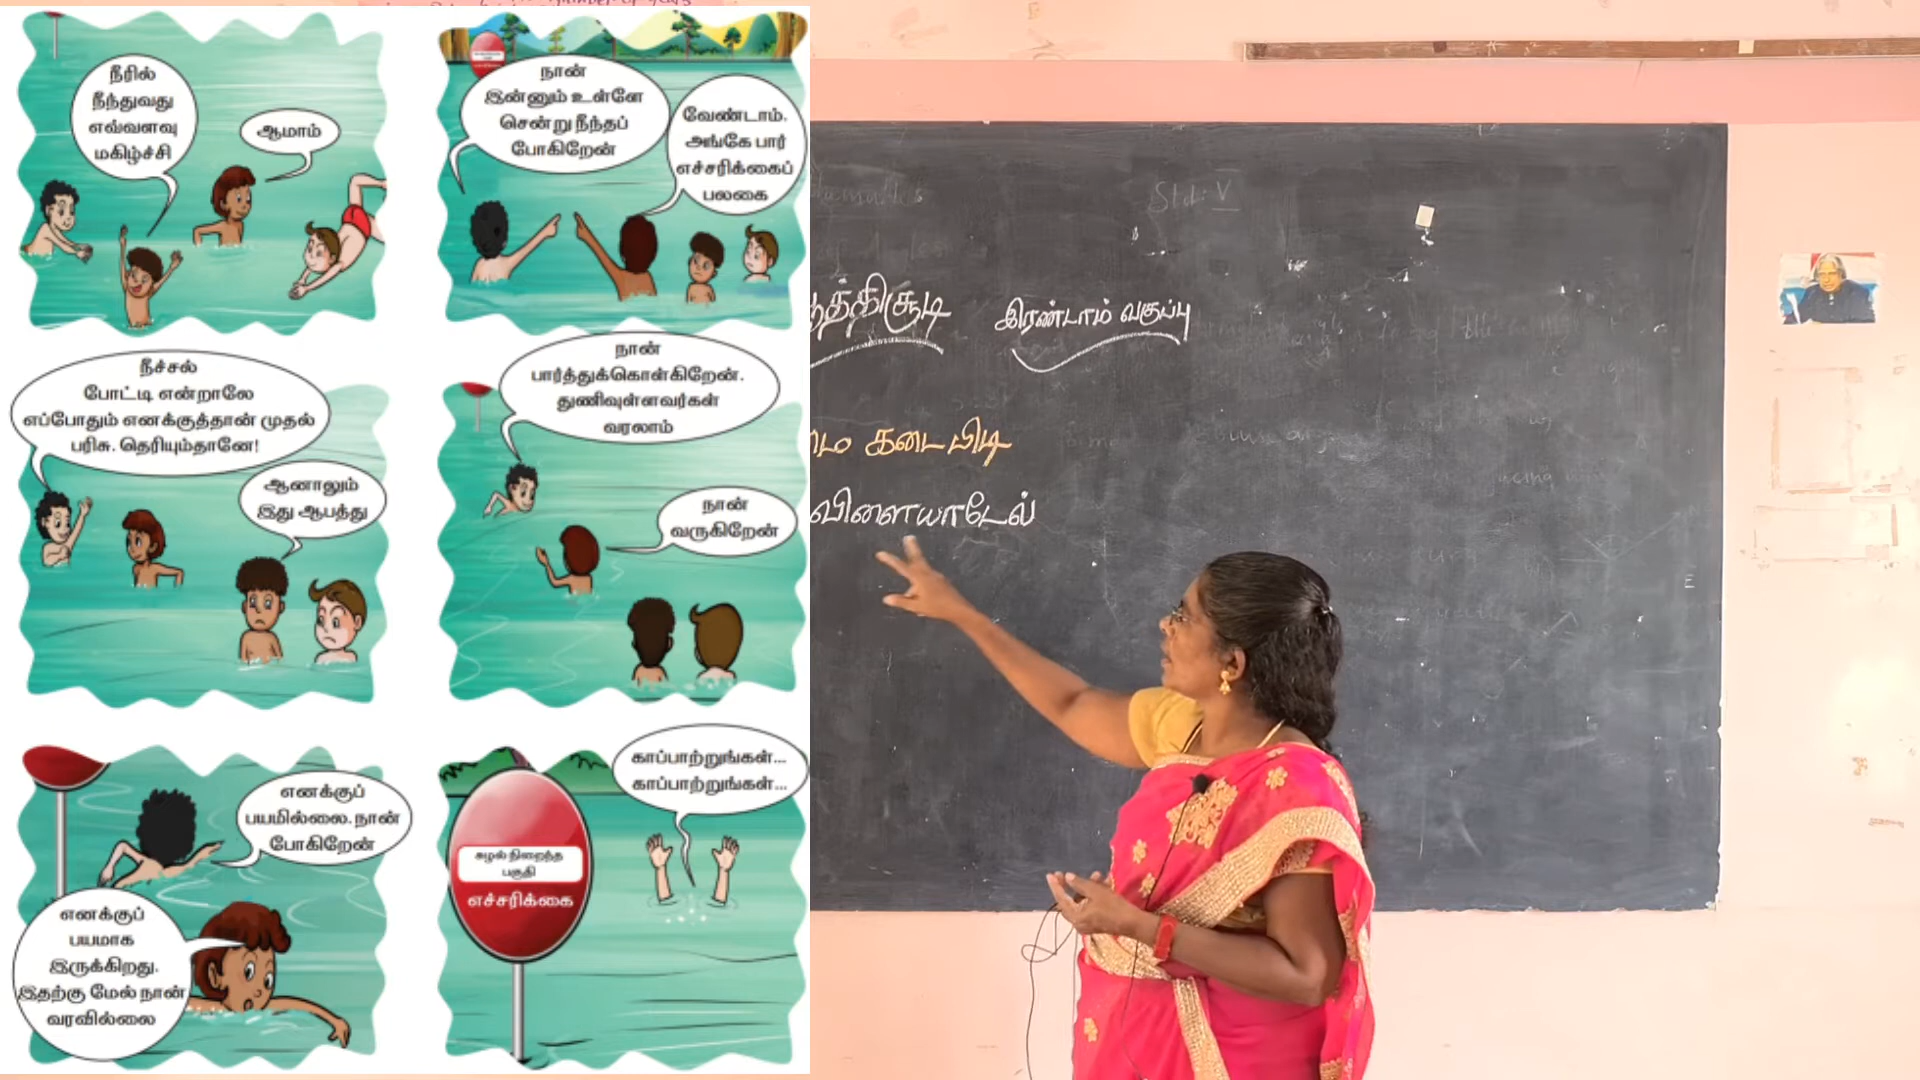 நீரில்
நீந்துவது
எவ்வளவு
மகிழ்ச்சி
ஆமாம்
நான்
இன்னும் உள்ளே
சென்று நீந்தப்
போகிறேன்
வேண்டாம்.
அங்கே பார்
எச்சரிக்கைப்
பலகை
நீச்சல்
போட்டி என்றாலே
எப்போதும் எனக்குத்தான் முதல்
பரிசு. தெரியும்தானே!
ஆனாலும்
இது ஆபத்து
நான்
பார்த்துக்கொள்கிறேன்.
துணிவுள்ளவர்கள்
வரலாம்
நான்
வருகிறேன்
எனக்குப்
பயமில்லை. நான்
போகிறேன்
எனக்குப்
பயமாக
இருக்கிறது.
இதற்கு மேல் நான்
வரவில்லை
காப்பாற்றுங்கள்...
காப்பாற்றுங்கள்...
சுழல் நிறைந்த
பகுதி
எச்சரிக்கை
Std: V
இரண்டாம் வகுப்பு
கடைபிடி
விளையாடேல்